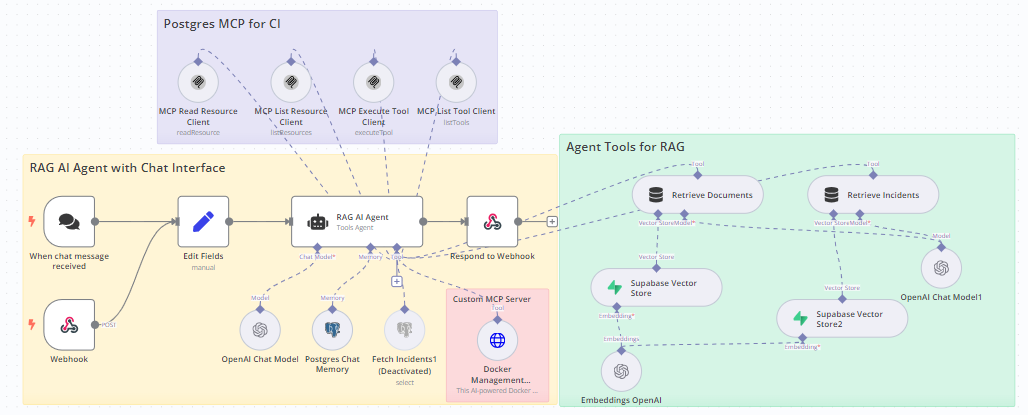 Postgres MCP for CI
MCP Read Resource
Client
readResource
MCP List Resource
Client
listResources
MCP Execute Tool
Client
executeTool
MCP List Tool Client
listTools
RAG AI Agent with Chat Interface
When chat message
received
Edit Fields
manual
RAG AI Agent
Tools Agent
Chat Model*
Memory
Tool
Respond to Webhook
Webhook
POST
Model
OpenAI Chat Model
Memory
Postgres Chat
Memory
Fetch Incidents1
(Deactivated)
select
Custom MCP Server
Tool
Docker
Management...
This AI-powered Docker ...
Agent Tools for RAG
Tool
Retrieve Documents
Vector Store
Model*
Tool
Retrieve Incidents
Vector Store
Model*
Model
OpenAI Chat Model1
Vector Store
Supabase Vector
Store
Embedding*
Vector Store
Supabase Vector
Store2
Embedding*
Embeddings
Embeddings OpenAI